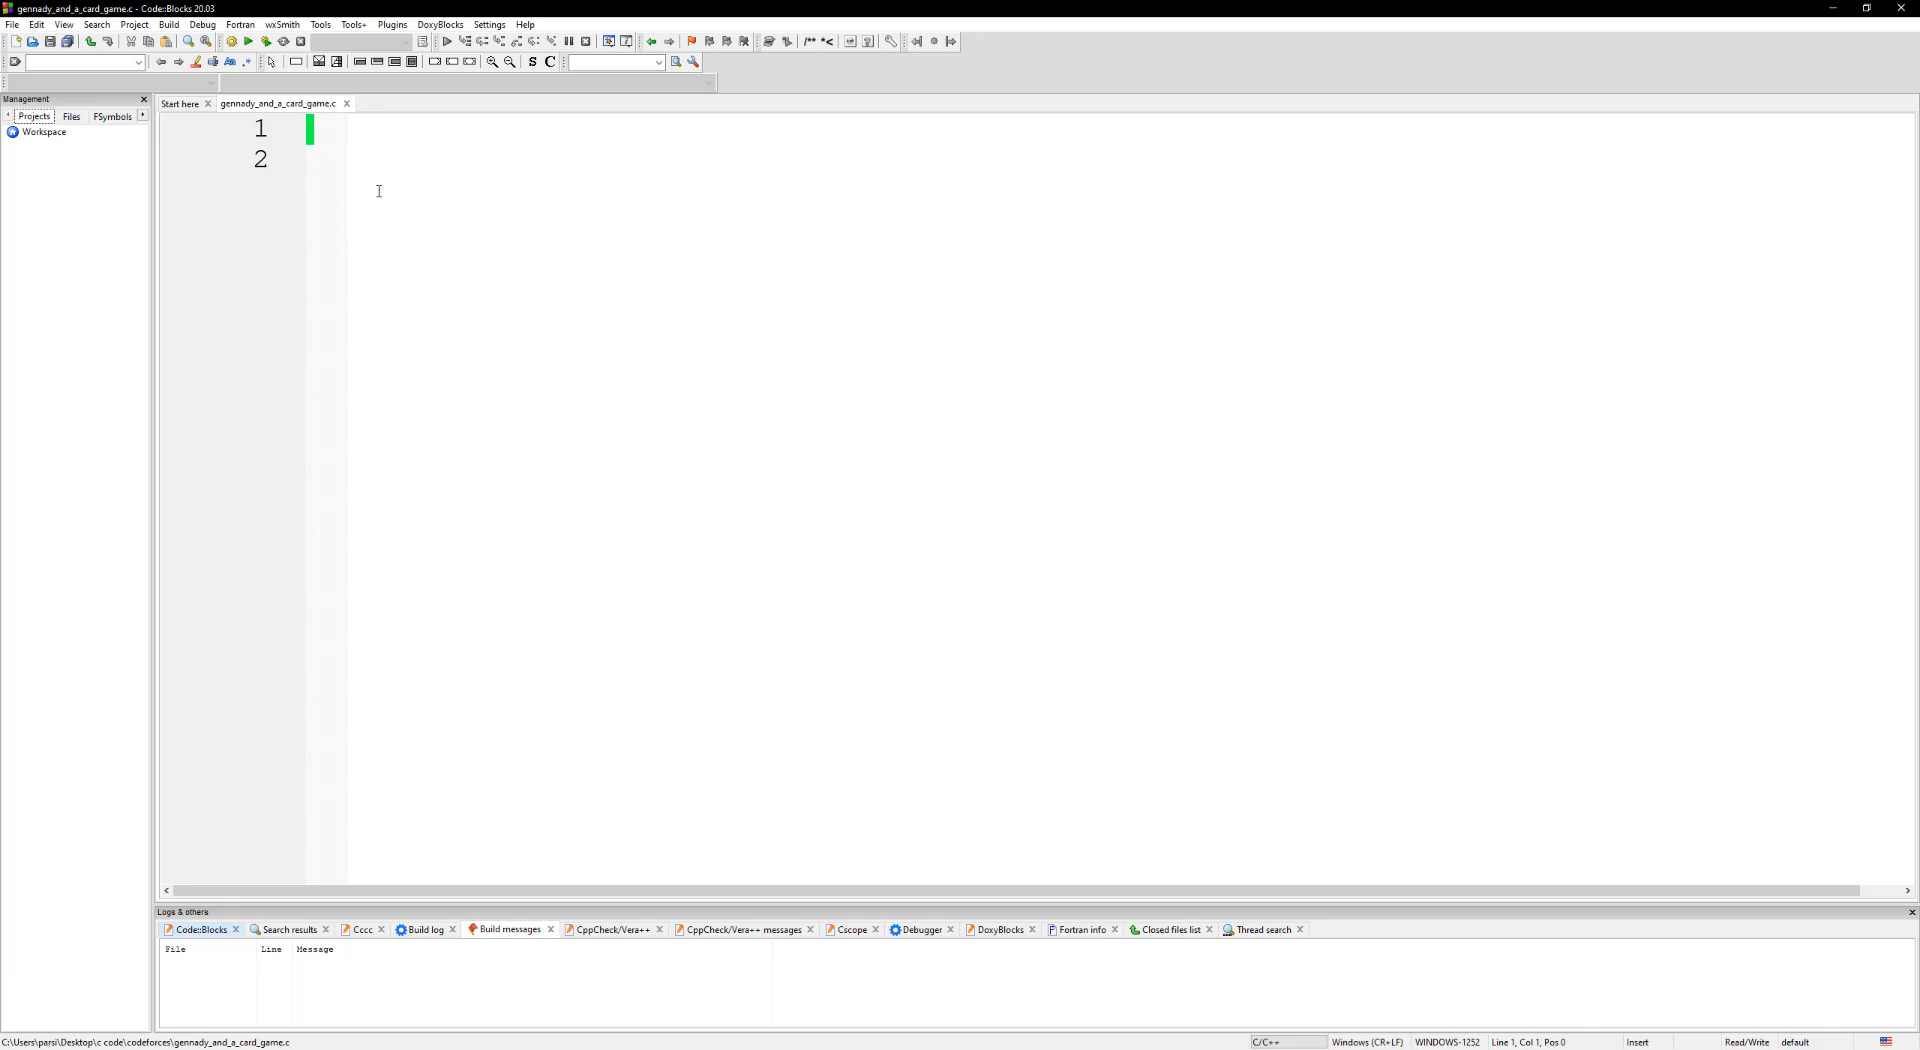 gennady_and_a_card_game.c - Code::Blocks 20.03
File Edit View Search Project Build Debug Fortran wxSmith Tools Tools+ Plugins DoxyBlocks Settings Help
/** *<
S C
Management
Start here gennady_and_a_card_game.c
Projects Files FSymbols
Workspace
1
2
Logs & others
Code::Blocks Search results Cccc Build log Build messages CppCheck/Vera++ CppCheck/Vera++ messages Cscope Debugger DoxyBlocks Fortran info Closed files list Thread search
File Line Message
C:\Users\parsi\Desktop\c code\codeforces\gennady_and_a_card_game.c C/C++ Windows (CR+LF) WINDOWS-1252 Line 1, Col 1, Pos 0 Insert Read/Write default